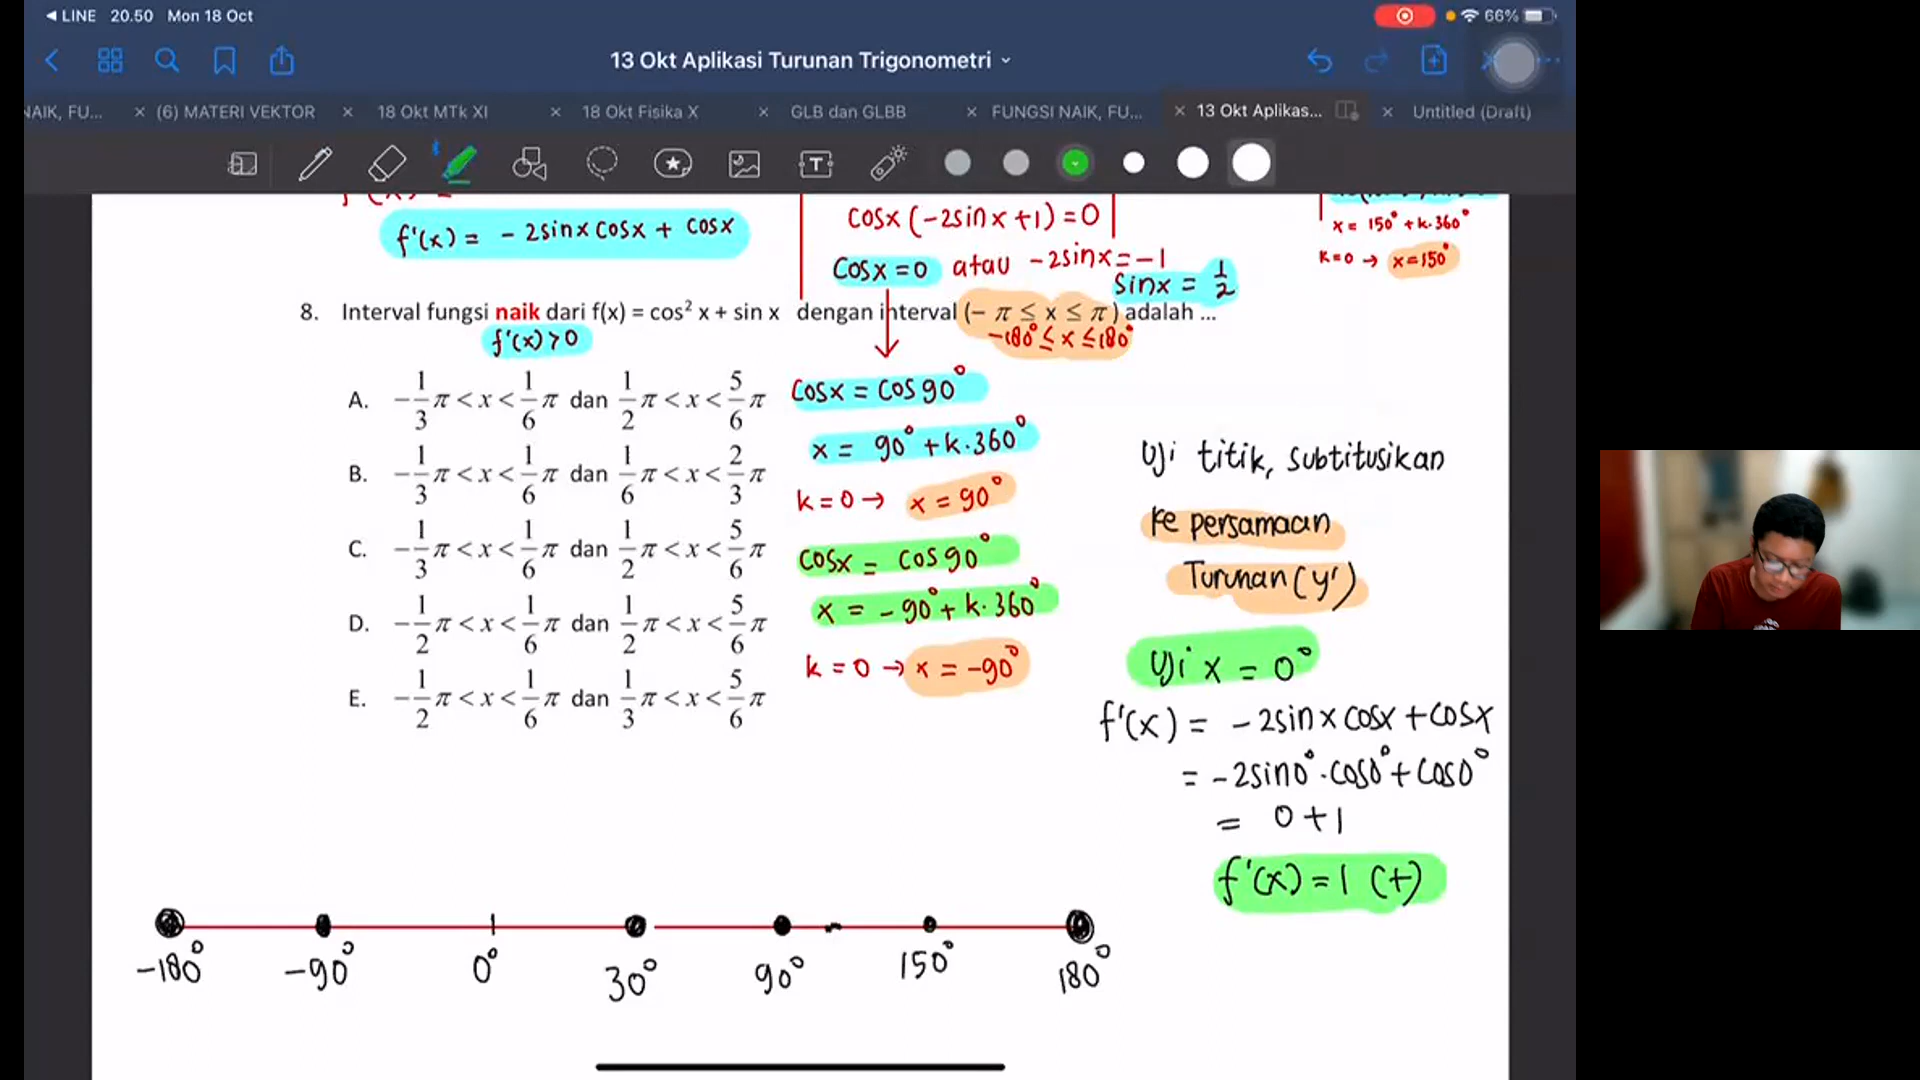 LINE 20.50 Mon 18 Oct
66%
13 Okt Aplikasi Turunan Trigonometri
NAIK, FU...
(6) MATERI VEKTOR
18 Okt MTk XI
18 Okt Fisika X
GLB dan GLBB
FUNGSI NAIK, FU...
13 Okt Aplikas...
Untitled (Draft)
f'(x) = - 2sinx cosx + cosx
cosx (-2sinx +1) = 0
cosx = 0 atau -2sinx = -1
sinx = 1/2
x = 150° + k.360°
k=0 → x=150°
8. Interval fungsi naik dari f(x) = cos² x + sin x dengan interval (- π ≤ x ≤ π) adalah ...
f'(x) > 0
-180° ≤ x ≤ 180°
A. -1/3 π < x < 1/6 π dan 1/2 π < x < 5/6 π
B. -1/3 π < x < 1/6 π dan 1/6 π < x < 2/3 π
C. -1/3 π < x < 1/6 π dan 1/2 π < x < 5/6 π
D. -1/2 π < x < 1/6 π dan 1/2 π < x < 5/6 π
E. -1/2 π < x < 1/6 π dan 1/3 π < x < 5/6 π
cosx = cos 90°
x = 90° + k.360°
k = 0 → x = 90°
cosx = cos 90°
x = - 90° + k.360°
k = 0 → x = -90°
Uji titik, subtitusikan
ke persamaan
Turunan (y')
Uji x = 0°
f'(x) = - 2sinx cosx + cosx
= -2sin0°.cos0° + cos0°
= 0 + 1
f'(x) = 1 (+)
-180° -90° 0° 30° 90° 150° 180°